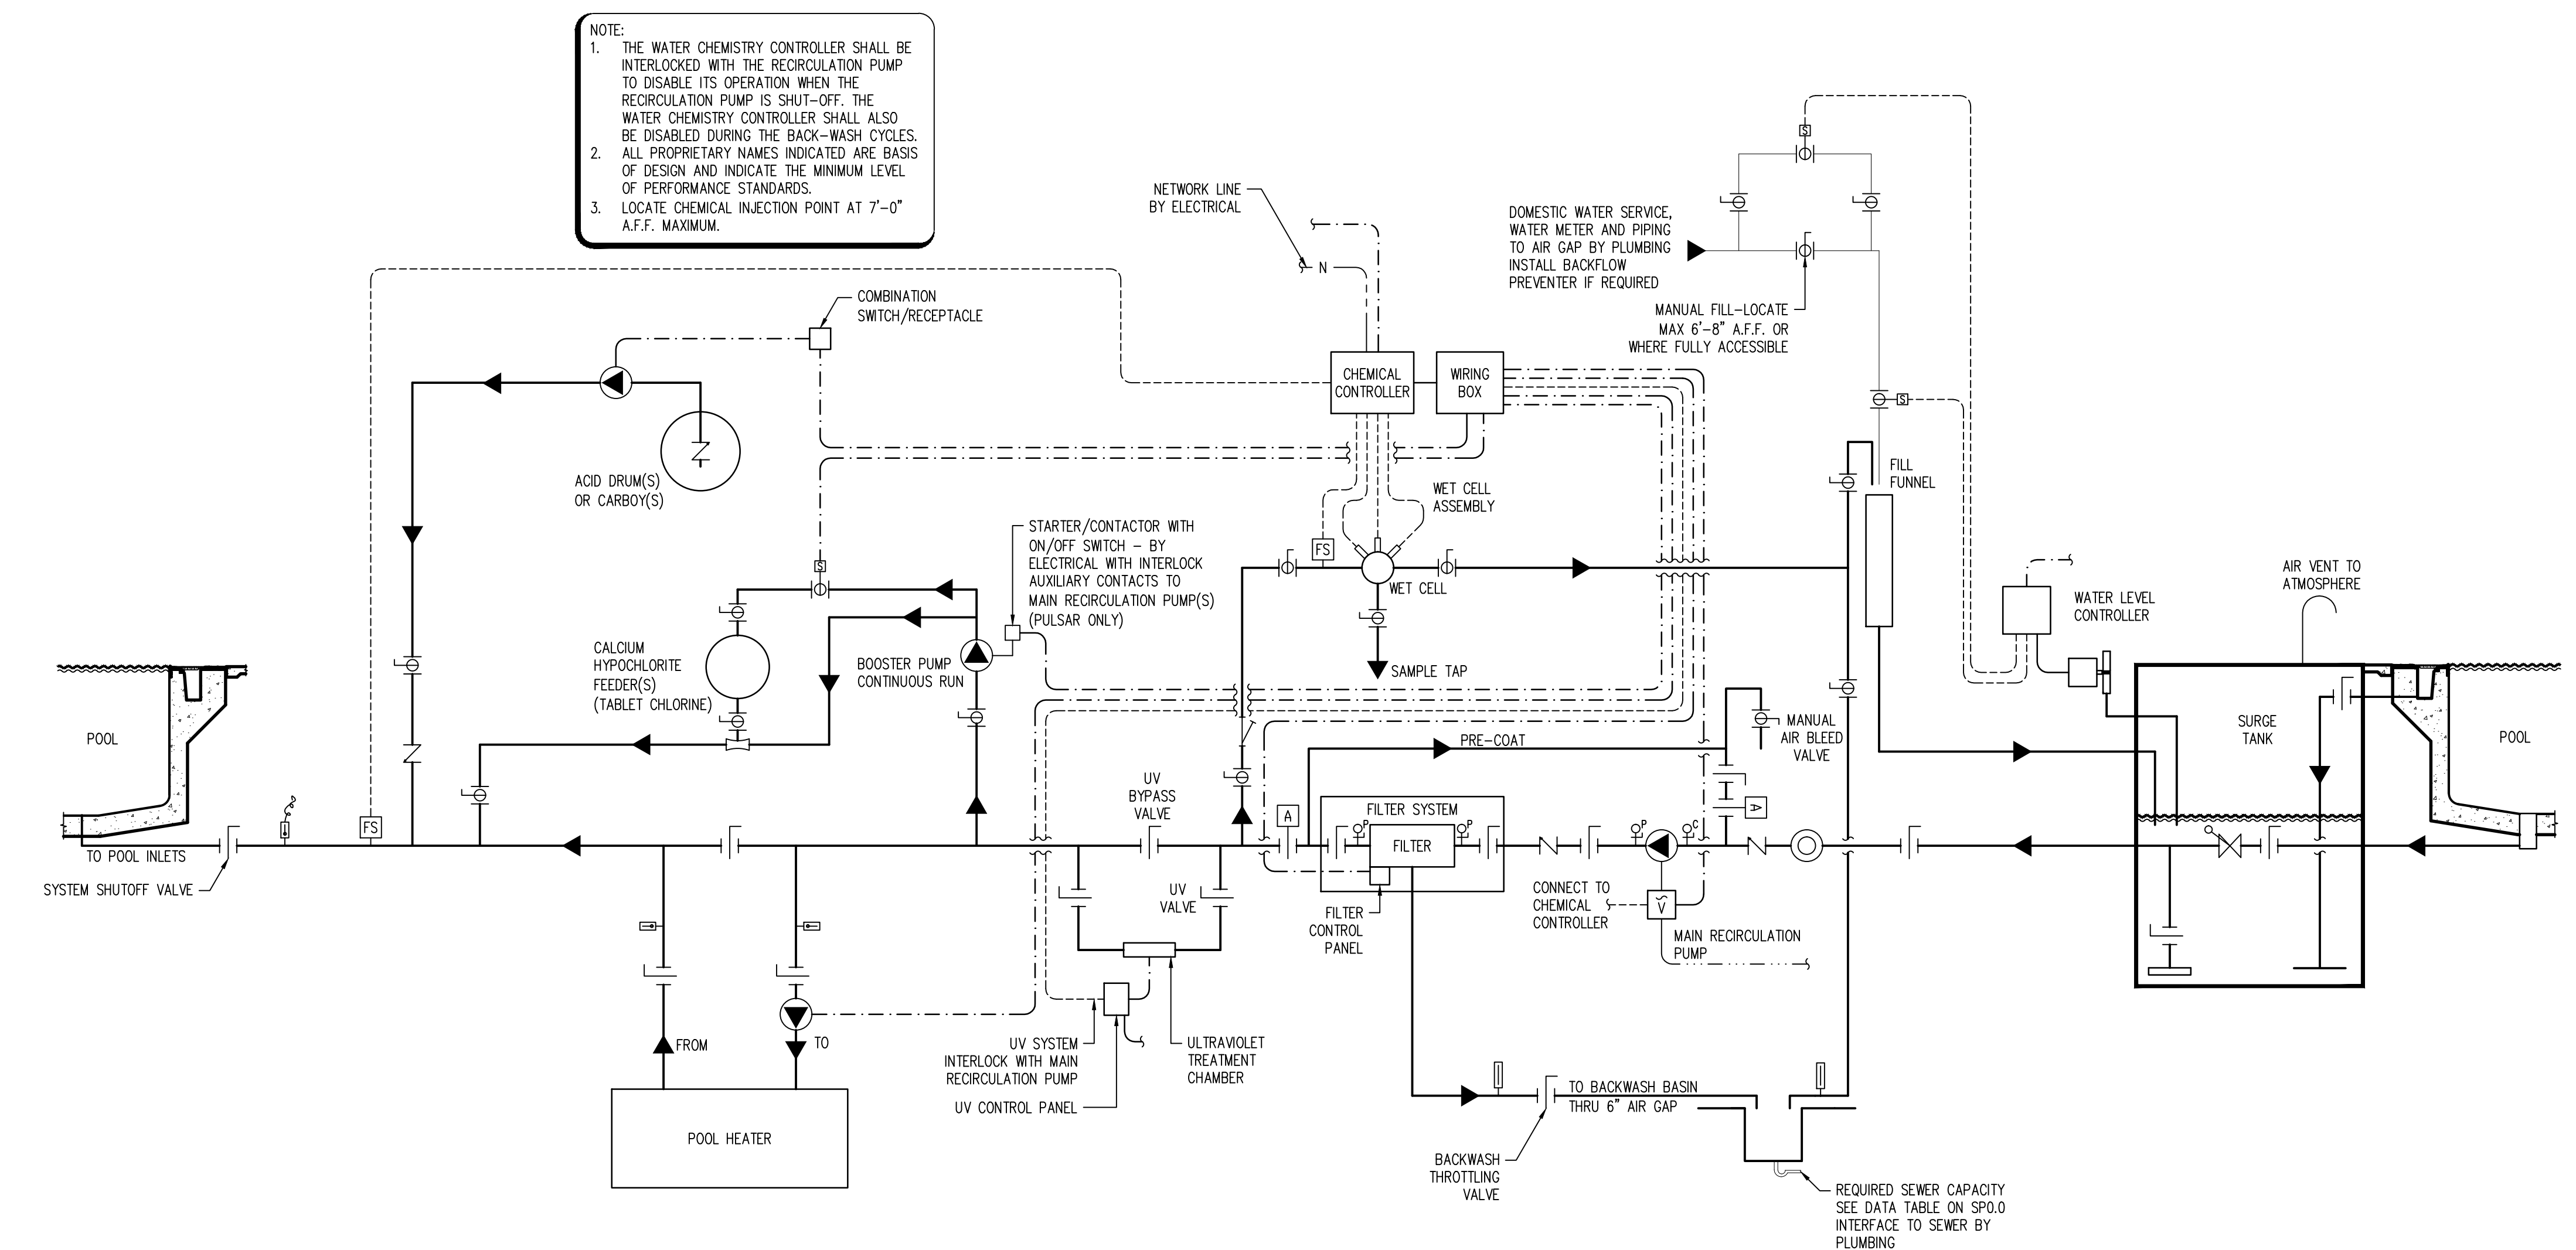 NOTE:
1. THE WATER CHEMISTRY CONTROLLER SHALL BE
INTERLOCKED WITH THE RECIRCULATION PUMP
TO DISABLE ITS OPERATION WHEN THE
RECIRCULATION PUMP IS SHUT-OFF. THE
WATER CHEMISTRY CONTROLLER SHALL ALSO
BE DISABLED DURING THE BACK-WASH CYCLES.
2. ALL PROPRIETARY NAMES INDICATED ARE BASIS
OF DESIGN AND INDICATE THE MINIMUM LEVEL
OF PERFORMANCE STANDARDS.
3. LOCATE CHEMICAL INJECTION POINT AT 7'-0"
A.F.F. MAXIMUM.
S
NETWORK LINE
BY ELECTRICAL
N
DOMESTIC WATER SERVICE,
WATER METER AND PIPING
TO AIR GAP BY PLUMBING
INSTALL BACKFLOW
PREVENTER IF REQUIRED
MANUAL FILL-LOCATE
MAX 6'-8" A.F.F. OR
WHERE FULLY ACCESSIBLE
COMBINATION
SWITCH/RECEPTACLE
CHEMICAL
CONTROLLER
WIRING
BOX
S
ACID DRUM(S)
OR CARBOY(S)
WET CELL
ASSEMBLY
FILL
FUNNEL
STARTER/CONTACTOR WITH
ON/OFF SWITCH - BY
ELECTRICAL WITH INTERLOCK
AUXILIARY CONTACTS TO
MAIN RECIRCULATION PUMP(S)
(PULSAR ONLY)
S
FS
WET CELL
SAMPLE TAP
AIR VENT TO
ATMOSPHERE
WATER LEVEL
CONTROLLER
CALCIUM
HYPOCHLORITE
FEEDER(S)
(TABLET CHLORINE)
BOOSTER PUMP
CONTINUOUS RUN
POOL
PRE-COAT
MANUAL
AIR BLEED
VALVE
SURGE
TANK
POOL
UV
BYPASS
VALVE
A
A
FILTER SYSTEM
FS
P
FILTER
P
P
C
TO POOL INLETS
SYSTEM SHUTOFF VALVE
UV
VALVE
FILTER
CONTROL
PANEL
CONNECT TO
CHEMICAL
CONTROLLER
V
MAIN RECIRCULATION
PUMP
FROM
TO
UV SYSTEM
INTERLOCK WITH MAIN
RECIRCULATION PUMP
UV CONTROL PANEL
ULTRAVIOLET
TREATMENT
CHAMBER
POOL HEATER
TO BACKWASH BASIN
THRU 6" AIR GAP
BACKWASH
THROTTLING
VALVE
REQUIRED SEWER CAPACITY
SEE DATA TABLE ON SP0.0
INTERFACE TO SEWER BY
PLUMBING